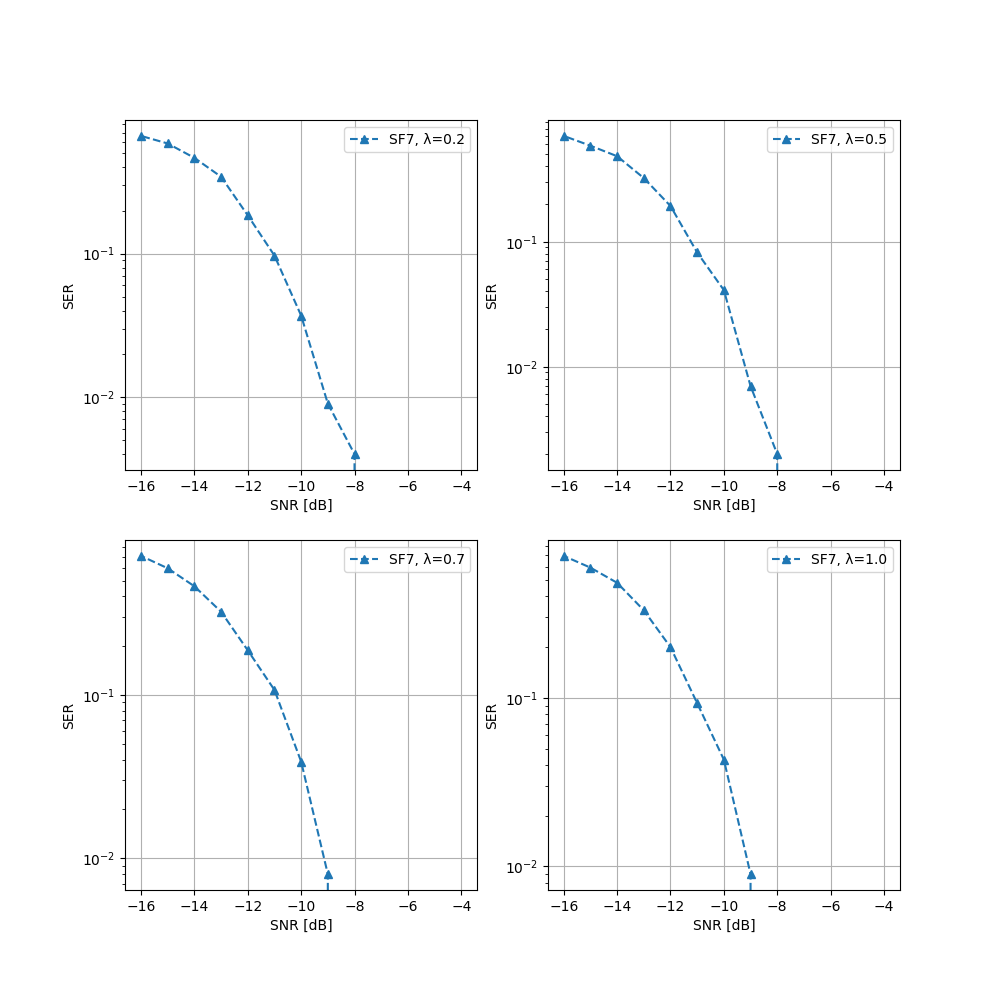 SF7, λ=0.2
SER
10⁻¹
10⁻²
−16 −14 −12 −10 −8 −6 −4
SNR [dB]
SF7, λ=0.5
SER
10⁻¹
10⁻²
−16 −14 −12 −10 −8 −6 −4
SNR [dB]
SF7, λ=0.7
SER
10⁻¹
10⁻²
−16 −14 −12 −10 −8 −6 −4
SNR [dB]
SF7, λ=1.0
SER
10⁻¹
10⁻²
−16 −14 −12 −10 −8 −6 −4
SNR [dB]